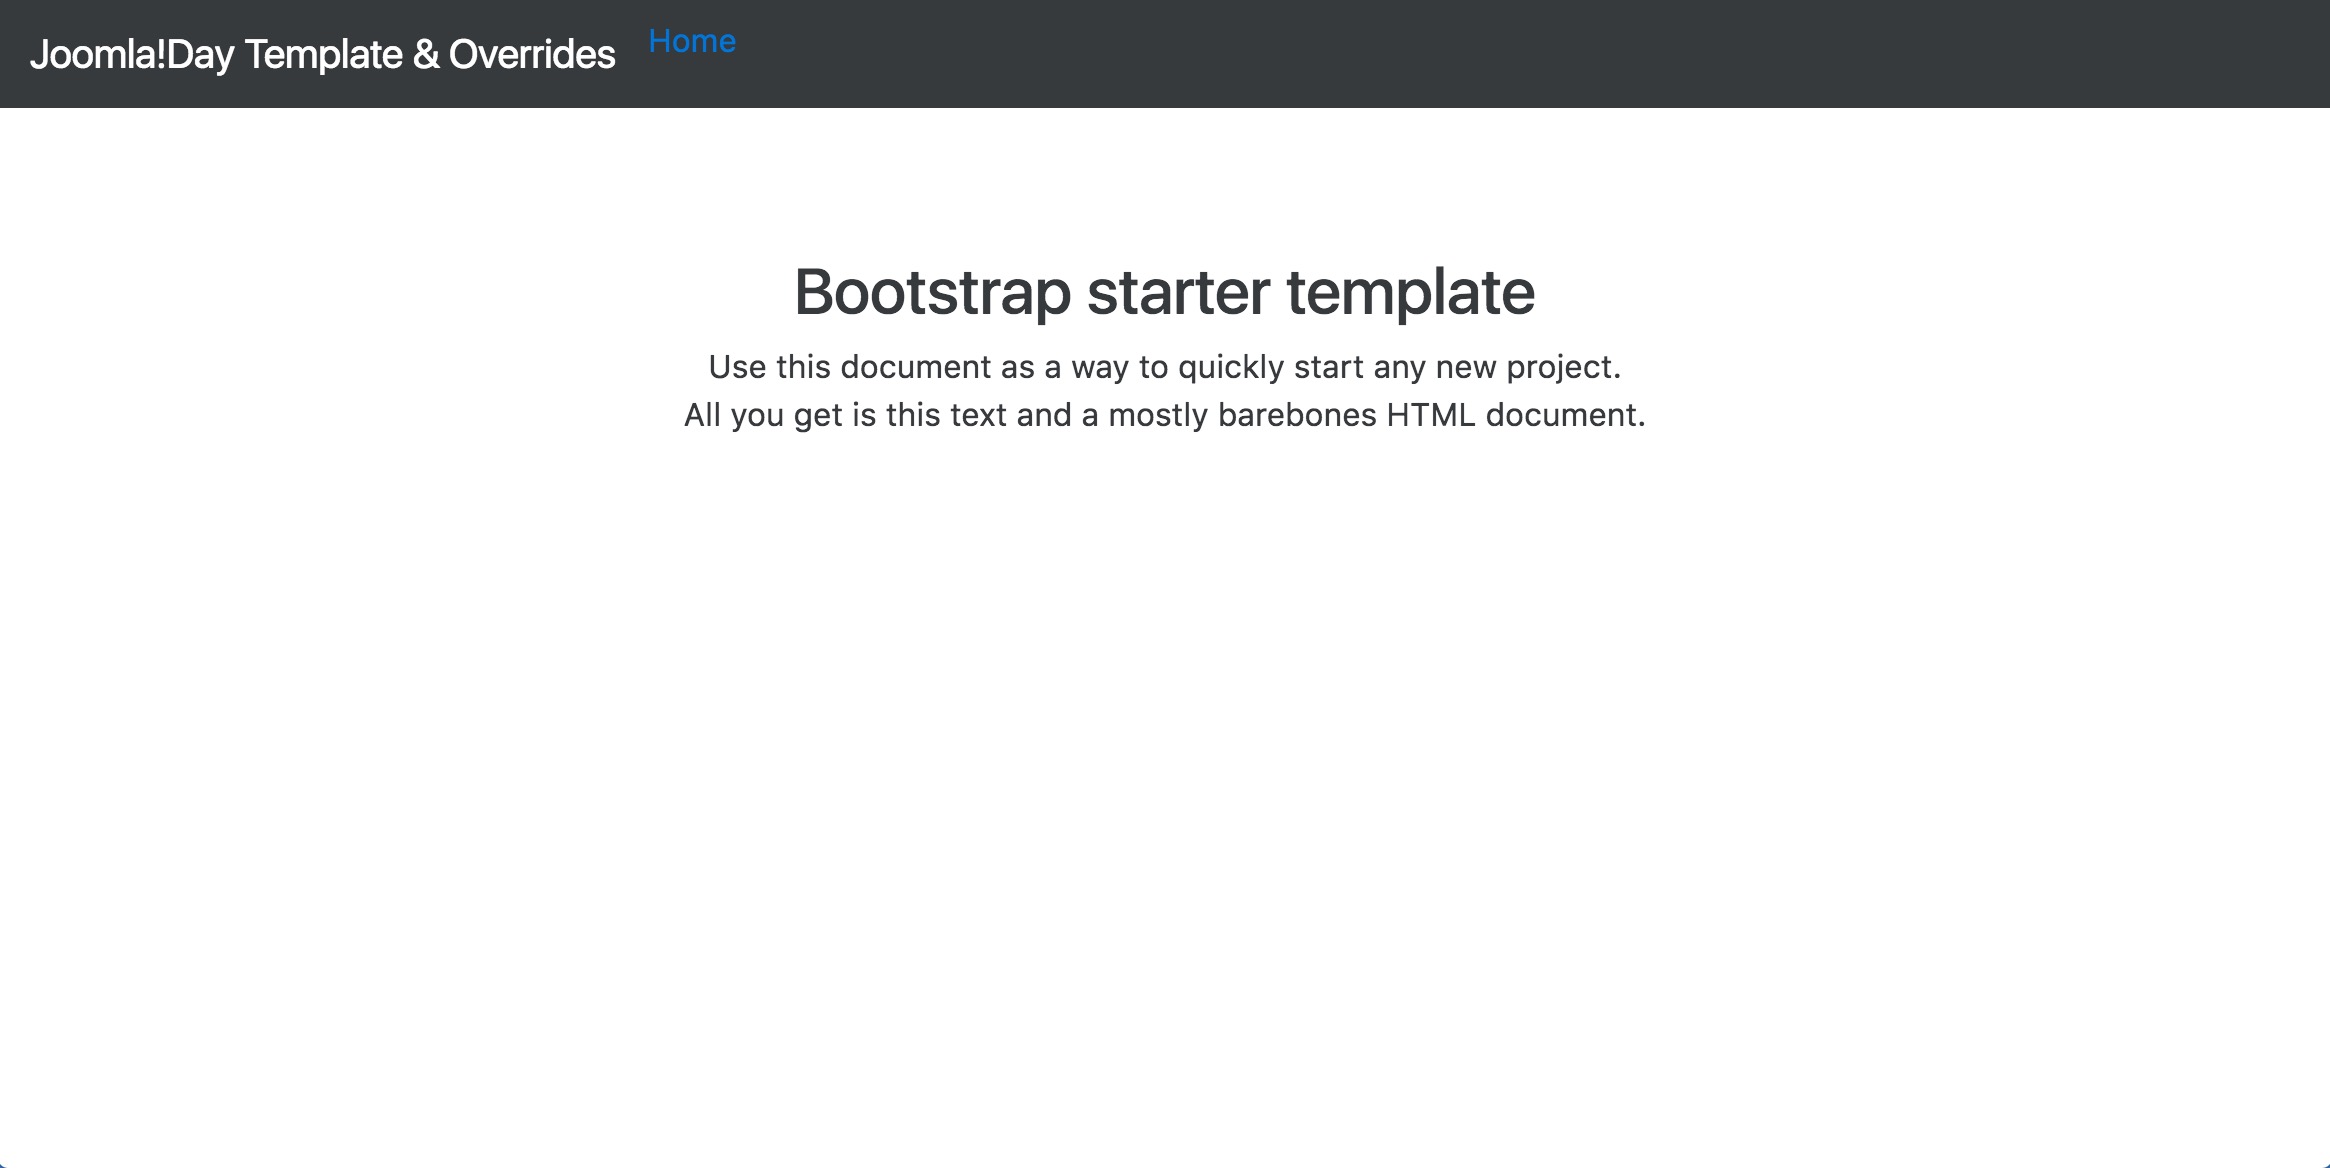 Joomla!Day Template & Overrides Home
Bootstrap starter template
Use this document as a way to quickly start any new project.
All you get is this text and a mostly barebones HTML document.